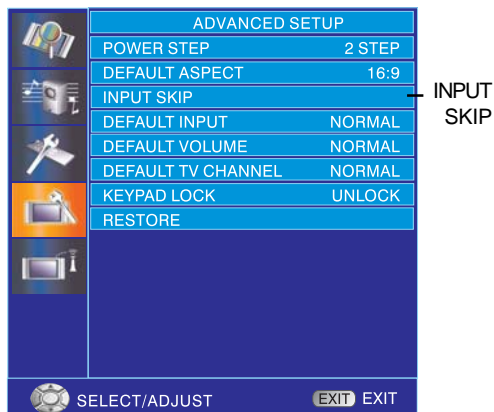 ADVANCED SETUP
POWER STEP 2 STEP
DEFAULT ASPECT 16:9
INPUT SKIP
DEFAULT INPUT NORMAL
DEFAULT VOLUME NORMAL
DEFAULT TV CHANNEL NORMAL
KEYPAD LOCK UNLOCK
RESTORE
INPUT
SKIP
SELECT/ADJUST EXIT EXIT